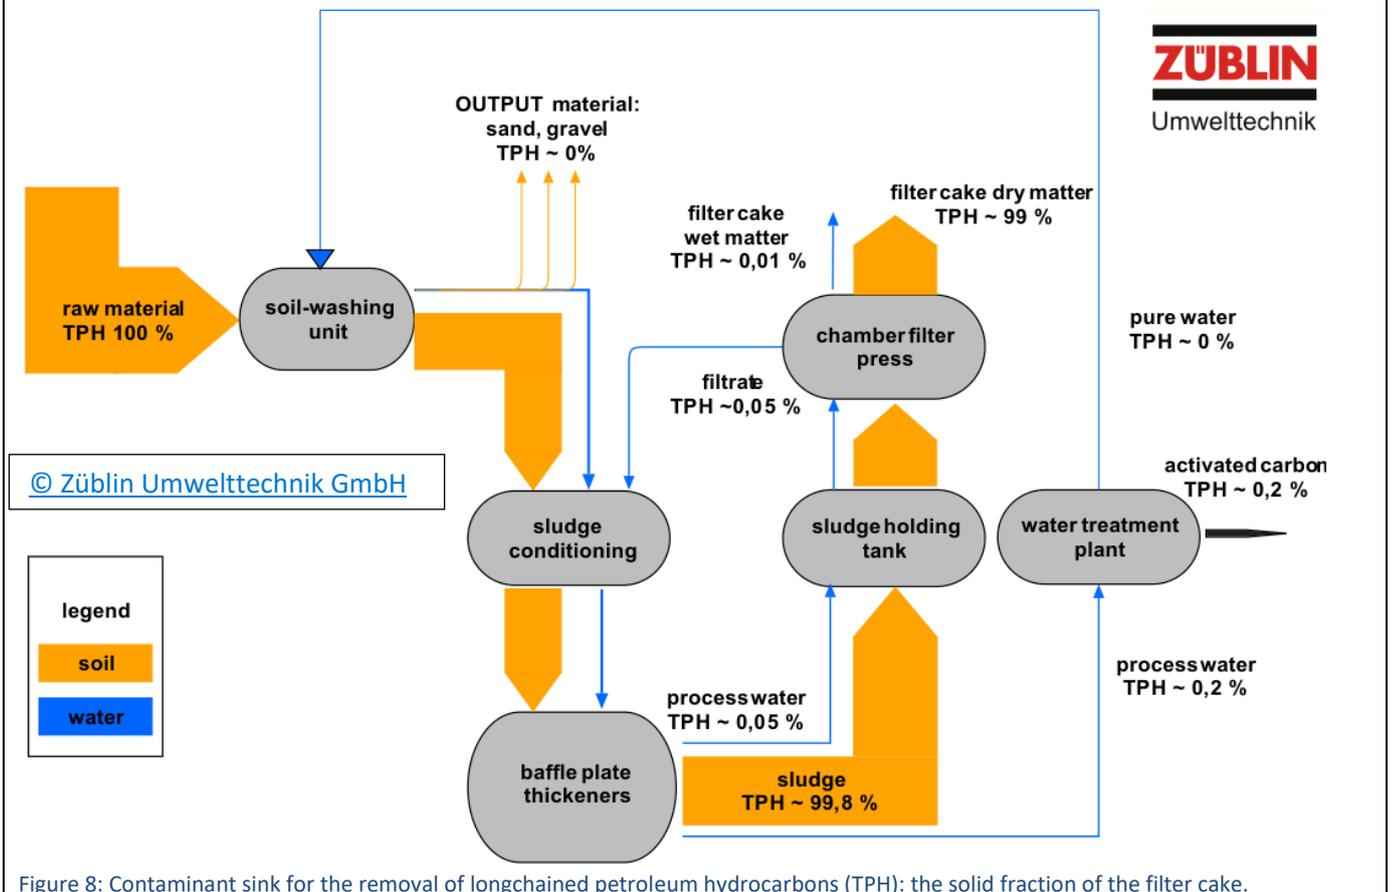 ZÜBLIN
Umwelttechnik
OUTPUT material:
sand, gravel
TPH ~ 0%
filter cake dry matter
TPH ~ 99 %
filter cake
wet matter
TPH ~ 0,01 %
raw material
TPH 100 %
soil-washing
unit
chamber filter
press
pure water
TPH ~ 0 %
filtrate
TPH ~0,05 %
© Züblin Umwelttechnik GmbH
activated carbon
TPH ~ 0,2 %
sludge
conditioning
sludge holding
tank
water treatment
plant
legend
soil
water
process water
TPH ~ 0,05 %
process water
TPH ~ 0,2 %
baffle plate
thickeners
sludge
TPH ~ 99,8 %
Figure 8: Contaminant sink for the removal of longchained petroleum hydrocarbons (TPH): the solid fraction of the filter cake.